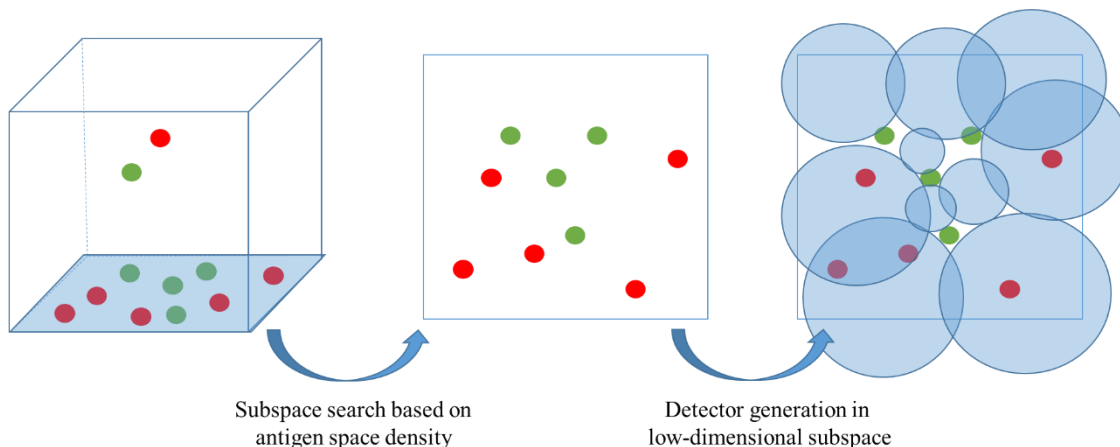 Subspace search based on
antigen space density
Detector generation in
low-dimensional subspace